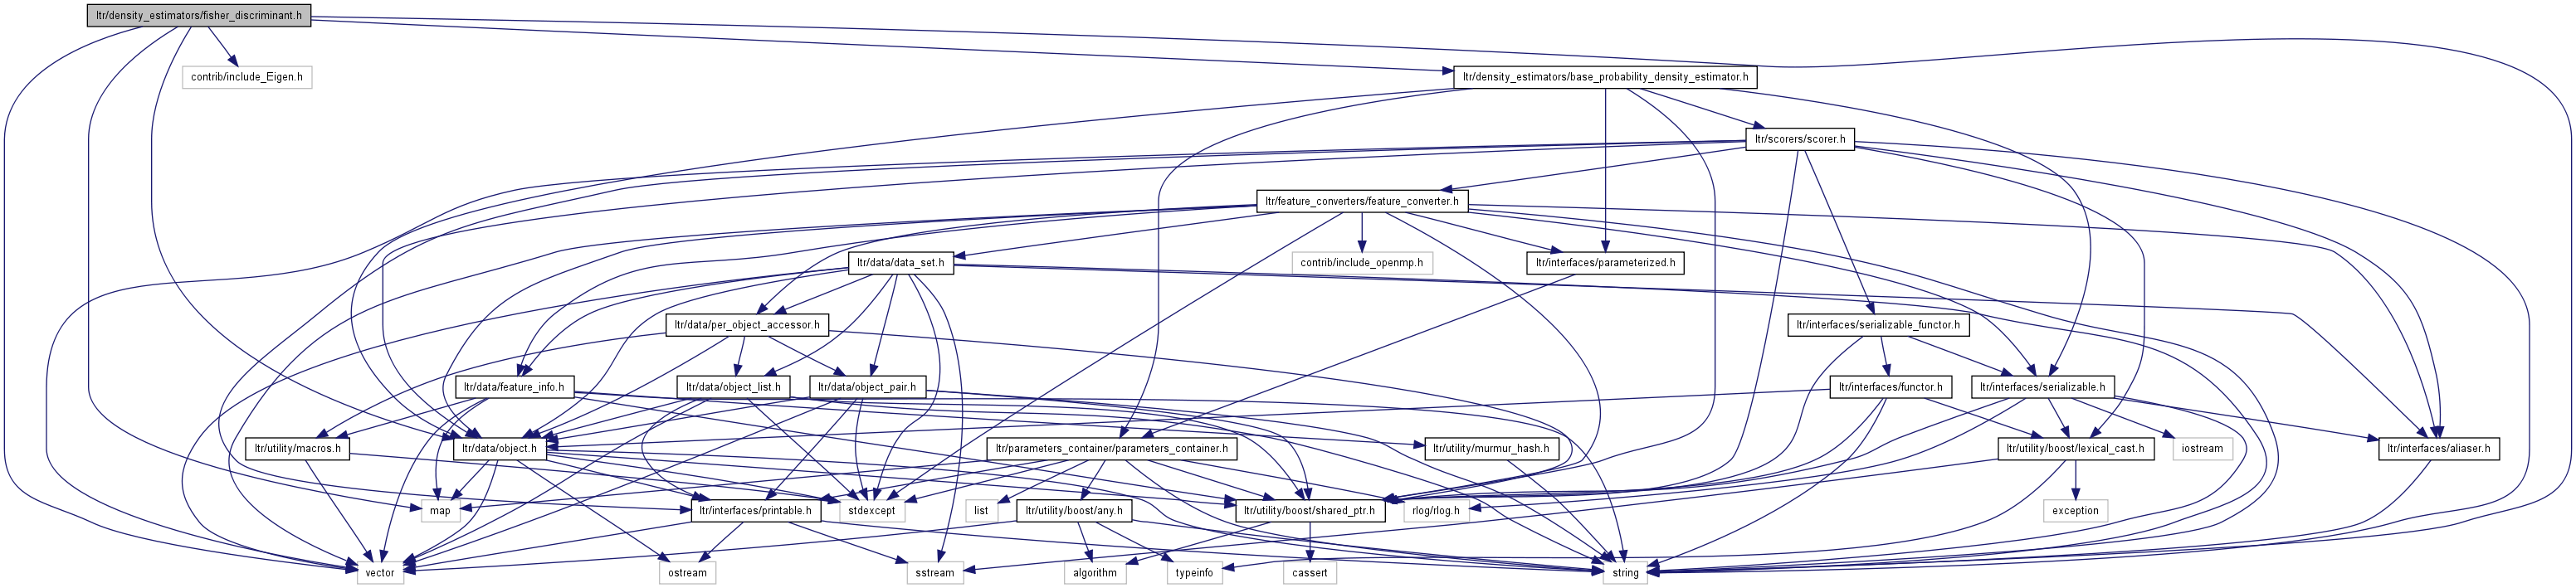 ltr/density_estimators/fisher_discriminant.h
contrib/include_Eigen.h
ltr/density_estimators/base_probability_density_estimator.h
ltr/scorers/scorer.h
ltr/feature_converters/feature_converter.h
ltr/data/data_set.h
contrib/include_openmp.h
ltr/interfaces/parameterized.h
ltr/data/per_object_accessor.h
ltr/interfaces/serializable_functor.h
ltr/data/feature_info.h
ltr/data/object_list.h
ltr/data/object_pair.h
ltr/interfaces/functor.h
ltr/interfaces/serializable.h
ltr/utility/macros.h
ltr/data/object.h
ltr/parameters_container/parameters_container.h
ltr/utility/murmur_hash.h
ltr/utility/boost/lexical_cast.h
iostream
ltr/interfaces/aliaser.h
map
ltr/interfaces/printable.h
stdexcept
list
ltr/utility/boost/any.h
ltr/utility/boost/shared_ptr.h
rlog/rlog.h
exception
vector
ostream
sstream
algorithm
typeinfo
cassert
string